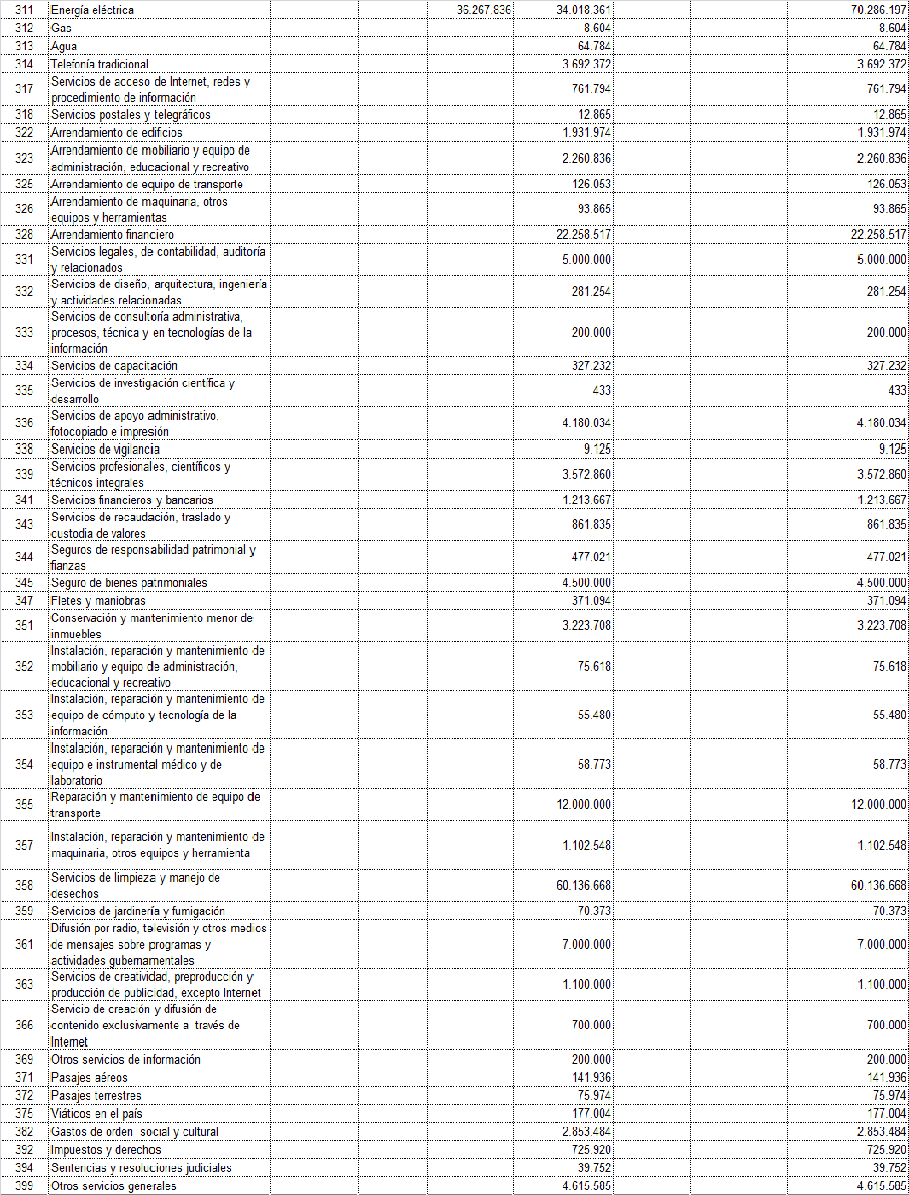 311 Energía eléctrica 36.267.836 34.018.361 70.286.197
312 Gas 8.604 8.604
313 Agua 64.784 64.784
314 Telefonía tradicional 3.692.372 3.692.372
317 Servicios de acceso de Internet, redes y procedimiento de información 761.794 761.794
318 Servicios postales y telegráficos 12.865 12.865
322 Arrendamiento de edificios 1.931.974 1.931.974
323 Arrendamiento de mobiliario y equipo de administración, educacional y recreativo 2.260.836 2.260.836
325 Arrendamiento de equipo de transporte 126.053 126.053
326 Arrendamiento de maquinaria, otros equipos y herramientas 93.865 93.865
328 Arrendamiento financiero 22.258.517 22.258.517
331 Servicios legales, de contabilidad, auditoría y relacionados 5.000.000 5.000.000
332 Servicios de diseño, arquitectura, ingeniería y actividades relacionadas 281.254 281.254
333 Servicios de consultoría administrativa, procesos, técnica y en tecnologías de la información 200.000 200.000
334 Servicios de capacitación 327.232 327.232
335 Servicios de investigación científica y desarrollo 433 433
336 Servicios de apoyo administrativo, fotocopiado e impresión 4.180.034 4.180.034
338 Servicios de vigilancia 9.125 9.125
339 Servicios profesionales, científicos y técnicos integrales 3.572.860 3.572.860
341 Servicios financieros y bancarios 1.213.667 1.213.667
343 Servicios de recaudación, traslado y custodia de valores 861.835 861.835
344 Seguros de responsabilidad patrimonial y fianzas 477.021 477.021
345 Seguro de bienes patrimoniales 4.500.000 4.500.000
347 Fletes y maniobras 371.094 371.094
351 Conservación y mantenimiento menor de inmuebles 3.223.708 3.223.708
352 Instalación, reparación y mantenimiento de mobiliario y equipo de administración, educacional y recreativo 75.618 75.618
353 Instalación, reparación y mantenimiento de equipo de cómputo y tecnología de la información 55.480 55.480
354 Instalación, reparación y mantenimiento de equipo e instrumental médico y de laboratorio 58.773 58.773
355 Reparación y mantenimiento de equipo de transporte 12.000.000 12.000.000
357 Instalación, reparación y mantenimiento de maquinaria, otros equipos y herramienta 1.102.548 1.102.548
358 Servicios de limpieza y manejo de desechos 60.136.668 60.136.668
359 Servicios de jardinería y fumigación 70.373 70.373
361 Difusión por radio, televisión y otros medios de mensajes sobre programas y actividades gubernamentales 7.000.000 7.000.000
363 Servicios de creatividad, preproducción y producción de publicidad, excepto Internet 1.100.000 1.100.000
366 Servicio de creación y difusión de contenido exclusivamente a través de Internet 700.000 700.000
369 Otros servicios de información 200.000 200.000
371 Pasajes aéreos 141.936 141.936
372 Pasajes terrestres 75.974 75.974
375 Viáticos en el país 177.004 177.004
382 Gastos de orden social y cultural 2.853.484 2.853.484
392 Impuestos y derechos 725.920 725.920
394 Sentencias y resoluciones judiciales 39.752 39.752
399 Otros servicios generales 4.615.505 4.615.505